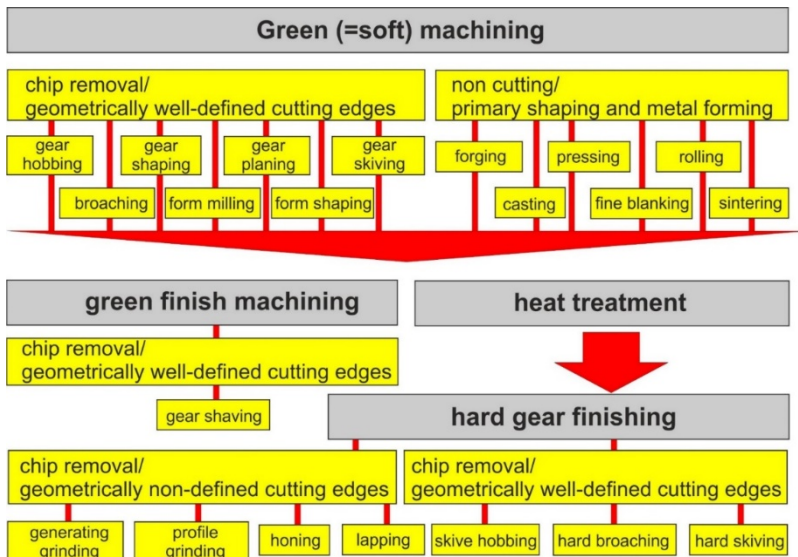 Green (=soft) machining
chip removal/
geometrically well-defined cutting edges
non cutting/
primary shaping and metal forming
gear
hobbing
gear
shaping
gear
planing
gear
skiving
forging
pressing
rolling
broaching
form milling
form shaping
casting
fine blanking
sintering
green finish machining
heat treatment
chip removal/
geometrically well-defined cutting edges
gear shaving
hard gear finishing
chip removal/
geometrically non-defined cutting edges
chip removal/
geometrically well-defined cutting edges
generating
grinding
profile
grinding
honing
lapping
skive hobbing
hard broaching
hard skiving